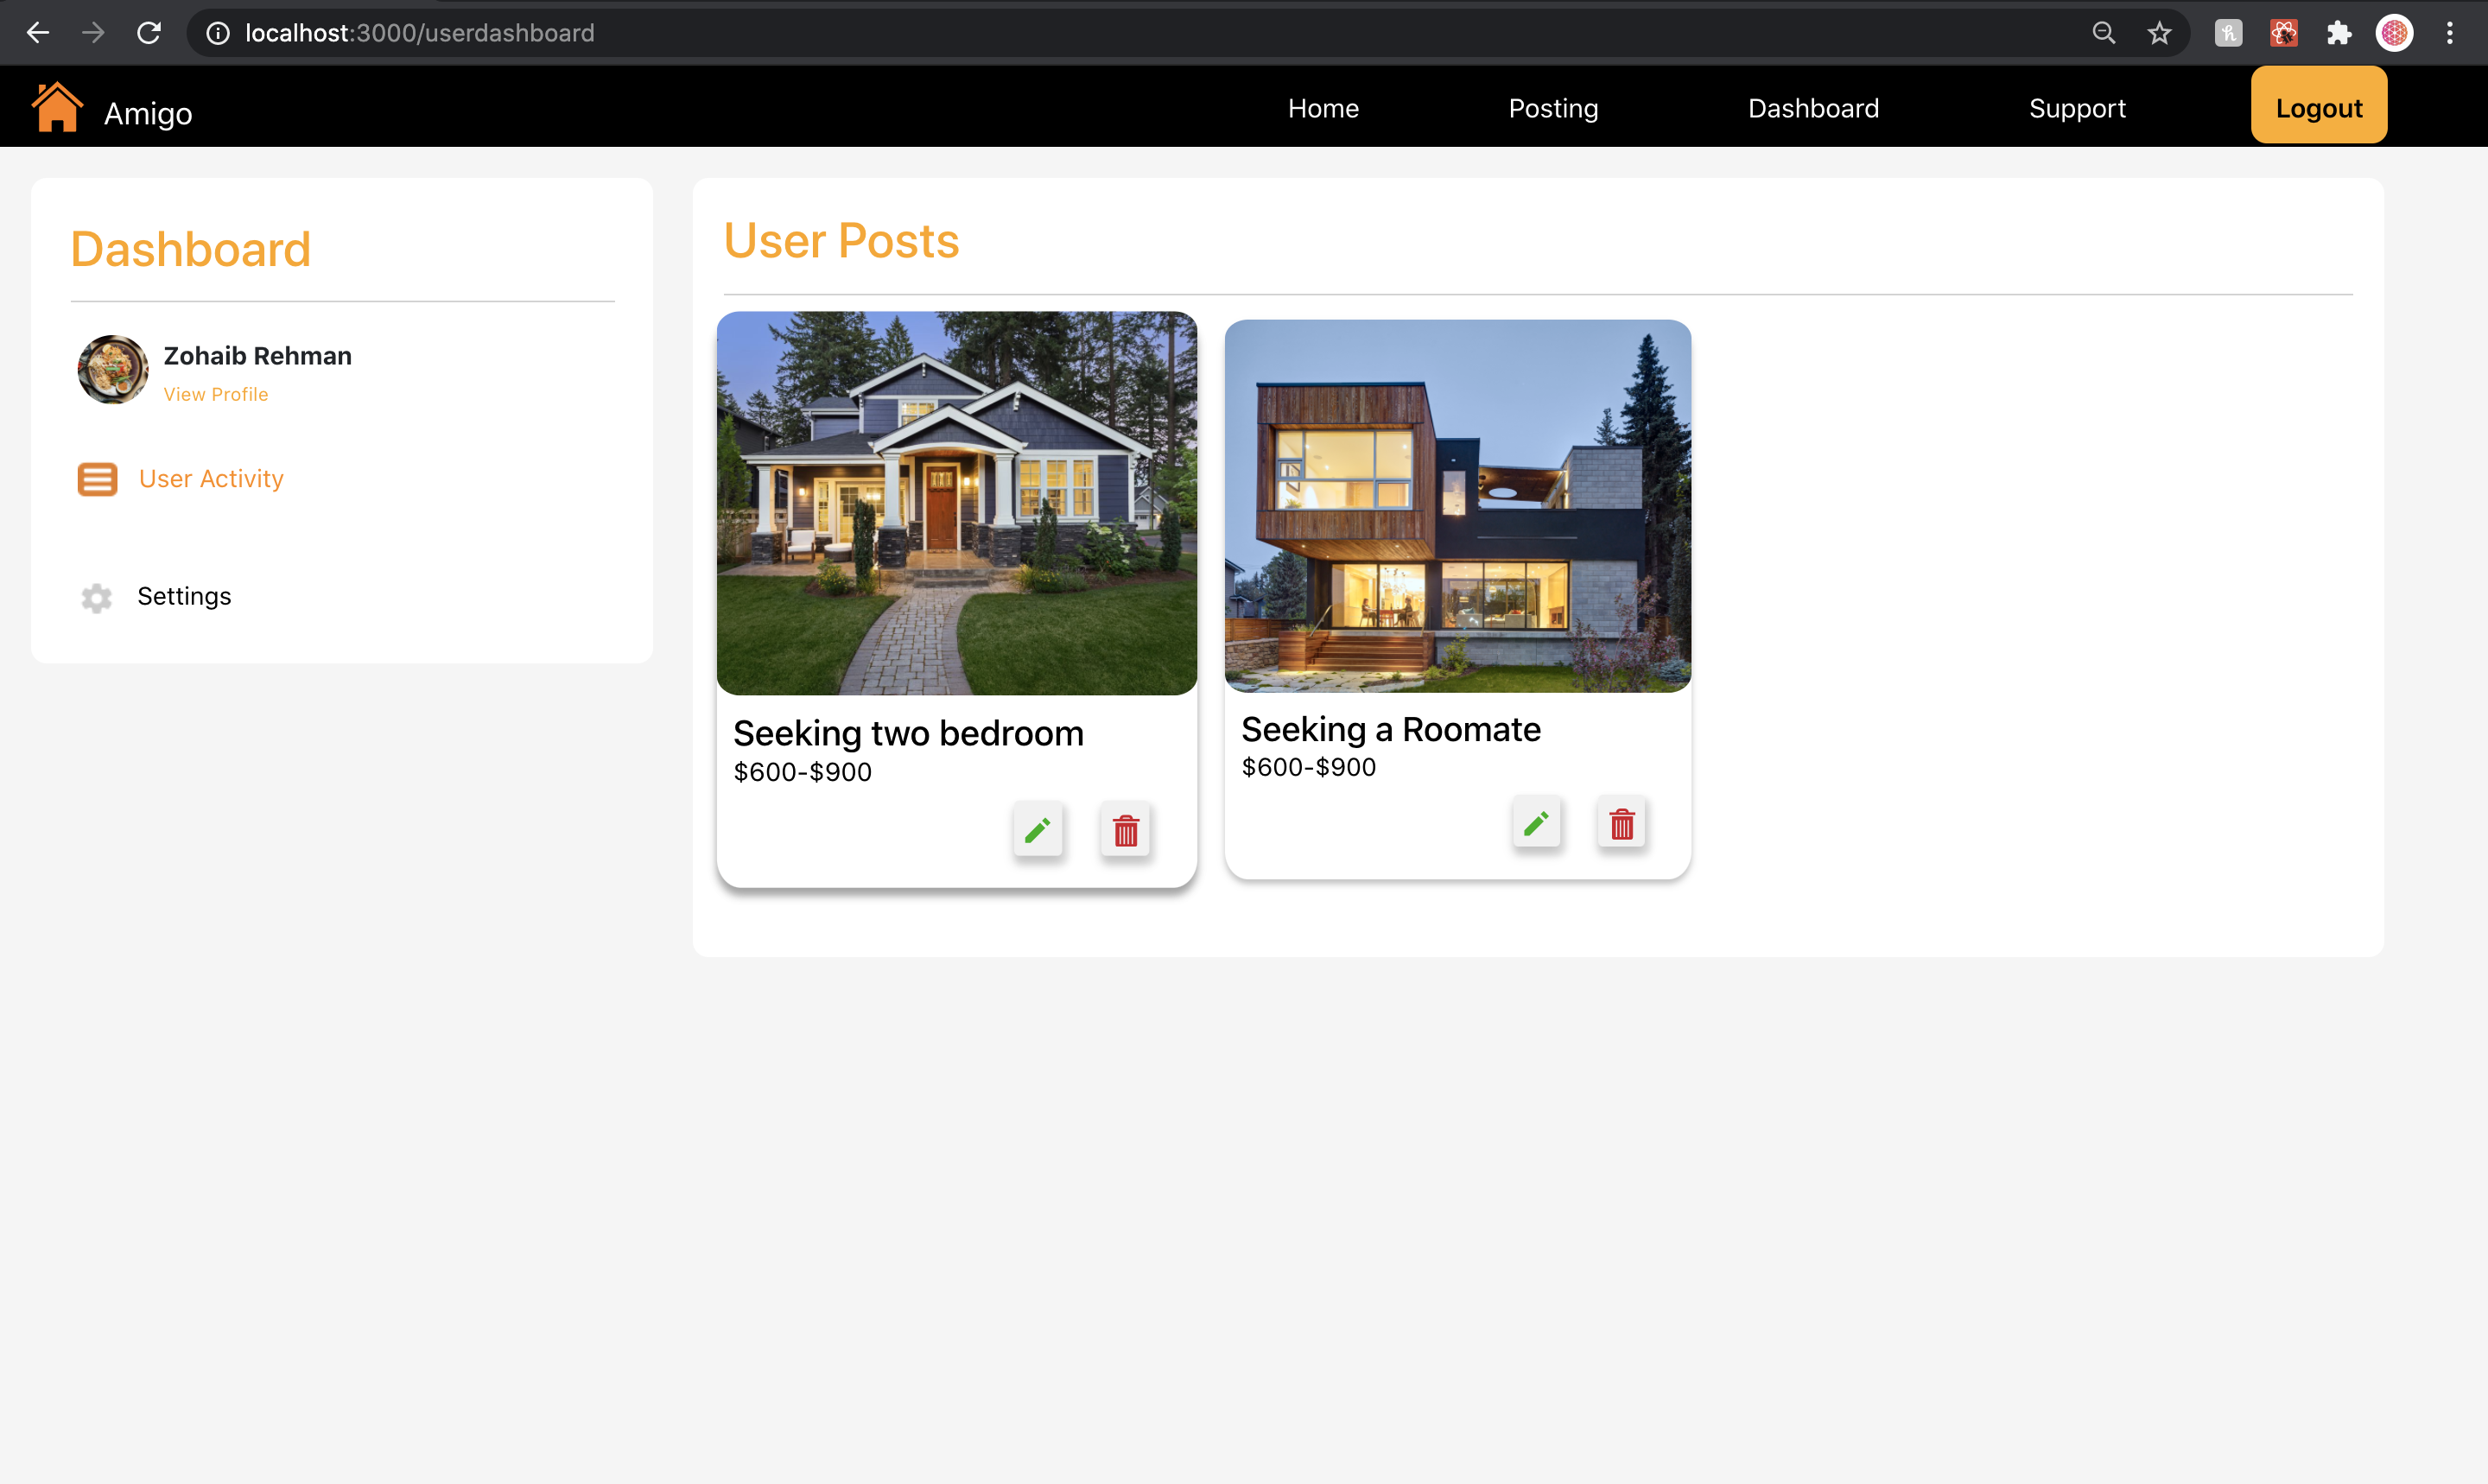 localhost:3000/userdashboard
Amigo
Home
Posting
Dashboard
Support
Logout
Dashboard
Zohaib Rehman
View Profile
User Activity
Settings
User Posts
Seeking two bedroom
$600-$900
Seeking a Roomate
$600-$900